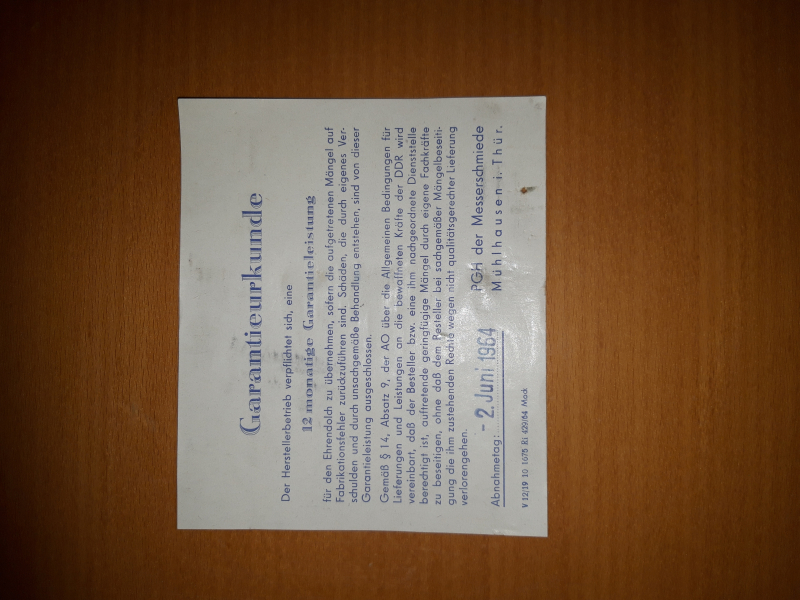 Garantieurkunde
Der Herstellerbetrieb verpflichtet sich, eine
12 monatige Garantieleistung
für den Ehrendolch zu übernehmen, sofern die aufgetretenen Mängel auf
Fabrikationsfehler zurückzuführen sind. Schäden, die durch eigenes Ver-
schulden und durch unsachgemäße Behandlung entstehen, sind von dieser
Garantieleistung ausgeschlossen.
Gemäß § 14, Absatz 9, der AO über die Allgemeinen Bedingungen für
Lieferungen und Leistungen an die bewaffneten Kräfte der DDR wird
vereinbart, daß der Besteller bzw. eine ihm nachgeordnete Dienststelle
berechtigt ist, auftretende geringfügige Mängel durch eigene Fachkräfte
zu beseitigen, ohne daß dem Besteller bei sachgemäßer Mängelbeseiti-
gung die ihm zustehenden Rechte wegen nicht qualitätsgerechter Lieferung
verlorengehen.
Abnahmetag: - 2. Juni 1964
PGH der Messerschmiede
Mühlhausen i. Thür.
V 12/19 10 1075 Ri 429/64 Mock